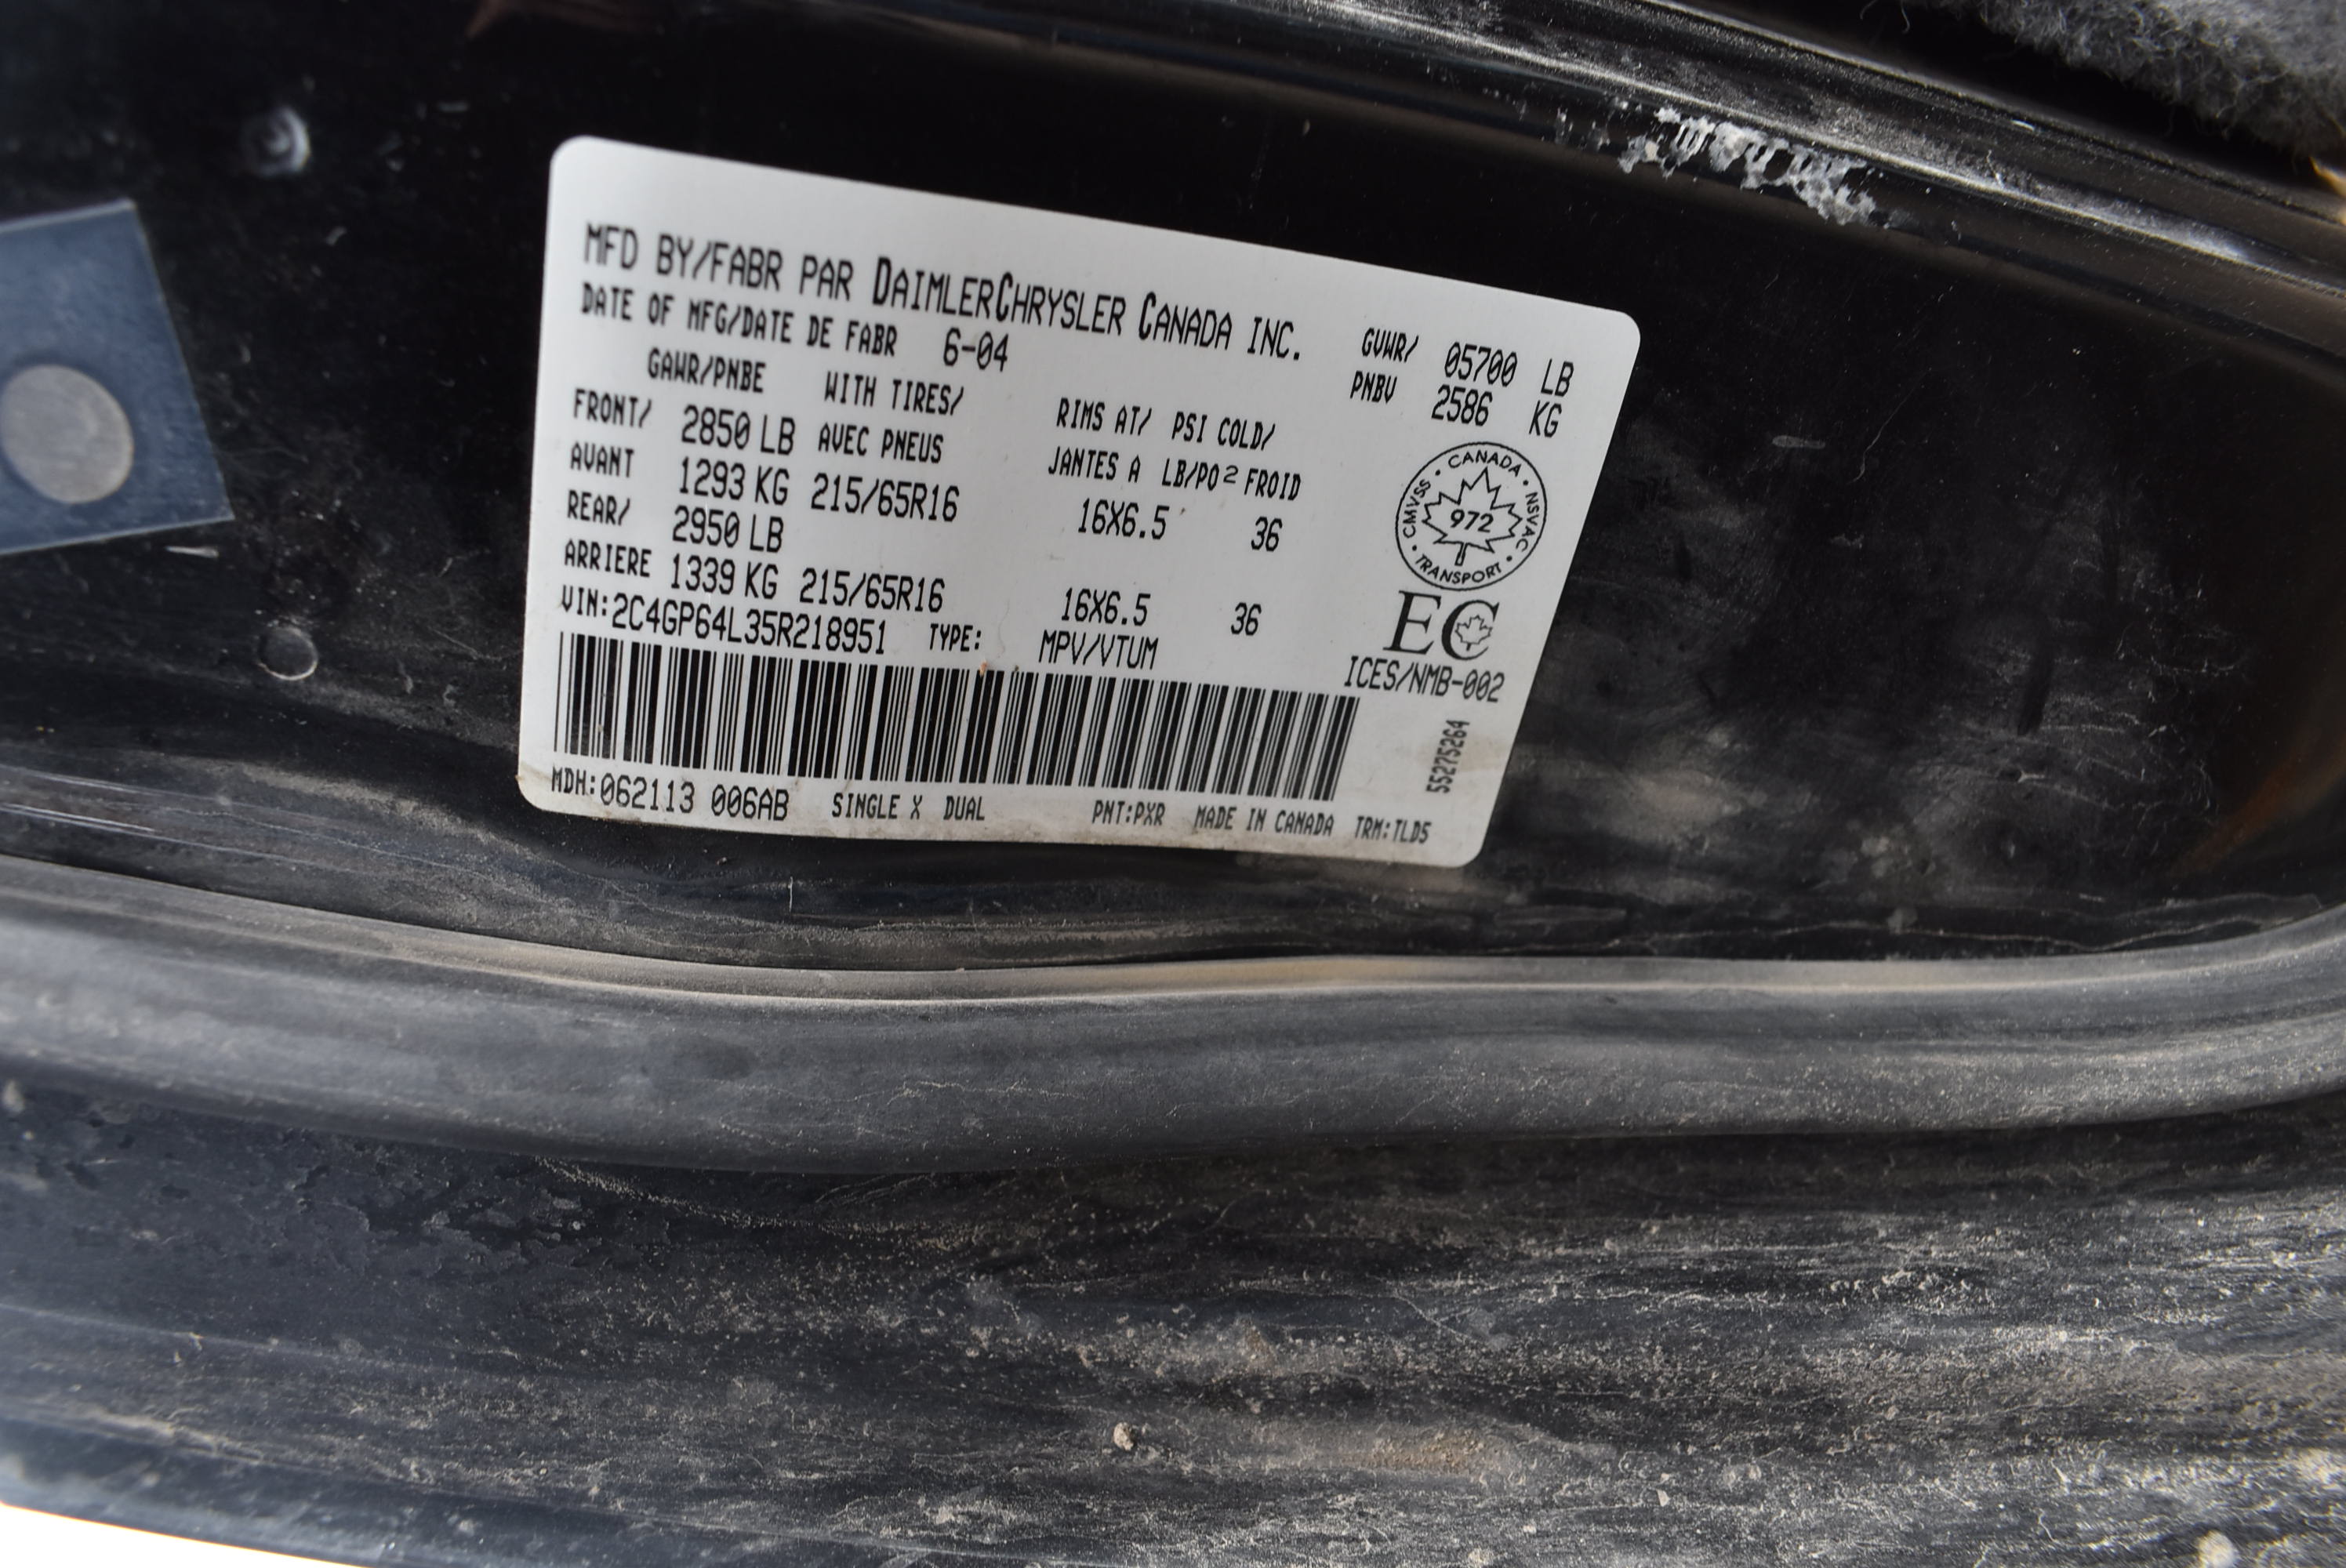 MFD BY/FABR PAR DAIMLERCHRYSLER CANADA INC.
DATE OF MFG/DATE DE FABR 6-04
GVWR/ 05700 LB
PNBV 2586 KG
GAWR/PNBE WITH TIRES/ RIMS AT/ PSI COLD/
FRONT/ 2850 LB AVEC PNEUS JANTES A LB/PO² FROID
AVANT 1293 KG 215/65R16 16X6.5 36
REAR/ 2950 LB
ARRIERE 1339 KG 215/65R16 16X6.5 36
CANADA · NSVAC · TRANSPORT · CMVSS ·
972
EC
VIN:2C4GP64L35R218951 TYPE: MPV/VTUM
ICES/NMB-002
55275264
MDH:062113 006AB SINGLE X DUAL PNT:PXR MADE IN CANADA TRM:TLD5